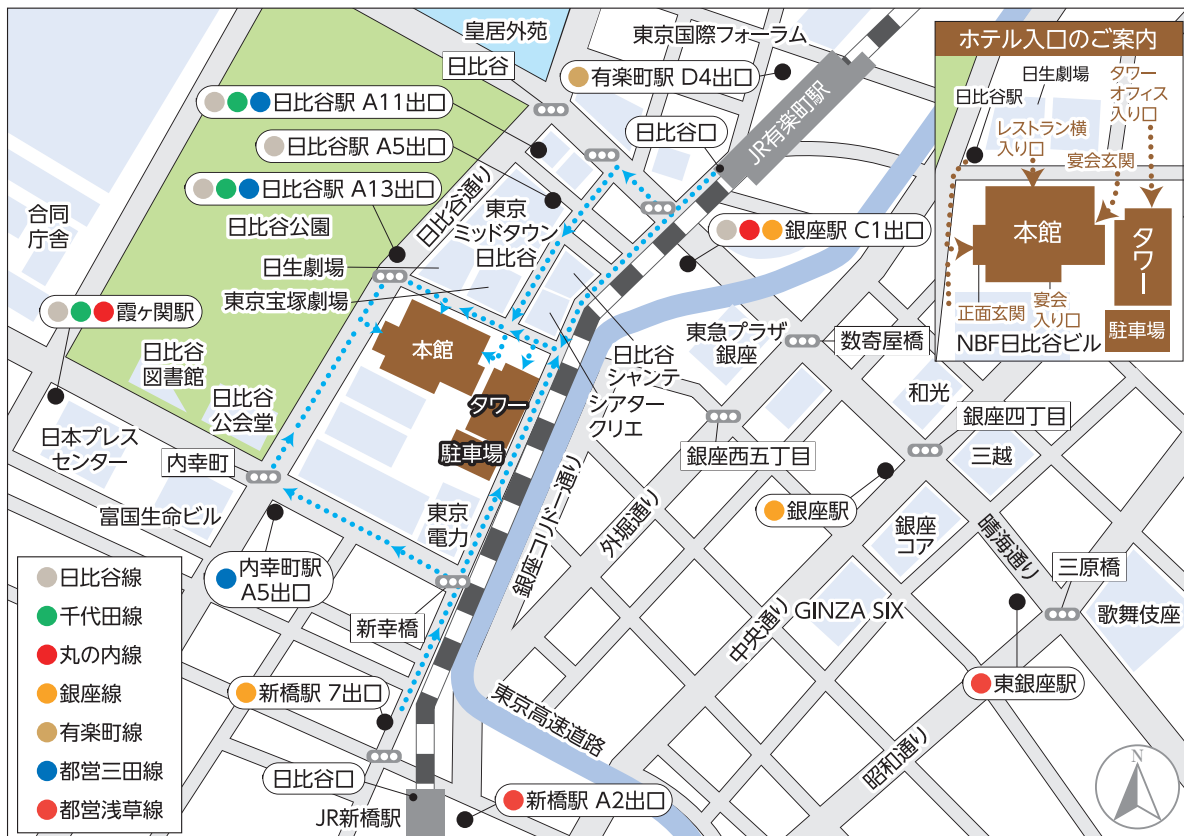 皇居外苑
東京国際フォーラム
日比谷
有楽町駅 D4出口
日比谷駅 A11出口
日比谷口
JR有楽町駅
日比谷駅 A5出口
日比谷駅 A13出口
日比谷通り
東京
ミッドタウン
日比谷
銀座駅 C1出口
合同
庁舎
日比谷公園
日生劇場
東京宝塚劇場
霞ヶ関駅
本館
日比谷
シャンテ
東急プラザ
銀座
数寄屋橋
日比谷
図書館
シアター
クリエ
和光
日比谷
公会堂
タワー
銀座四丁目
日本プレス
センター
内幸町
駐車場
銀座西五丁目
三越
富国生命ビル
東京
電力
銀座コリドー通り
外堀通り
銀座駅
銀座
コア
晴海通り
内幸町駅
A5出口
三原橋
新幸橋
中央通り
GINZA SIX
歌舞伎座
新橋駅 7出口
東京高速道路
東銀座駅
昭和通り
日比谷口
JR新橋駅
新橋駅 A2出口
N
日比谷線
千代田線
丸の内線
銀座線
有楽町線
都営三田線
都営浅草線
ホテル入口のご案内
日生劇場
タワー
オフィス
入り口
日比谷駅
レストラン横
入り口
宴会玄関
本館
タワー
正面玄関
宴会
入り口
駐車場
NBF日比谷ビル